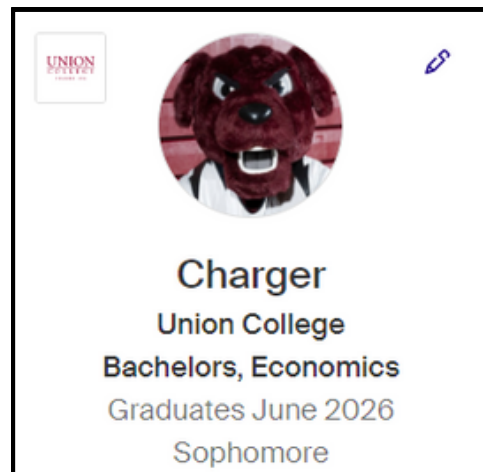 UNION
COLLEGE
Charger
Union College
Bachelors, Economics
Graduates June 2026
Sophomore